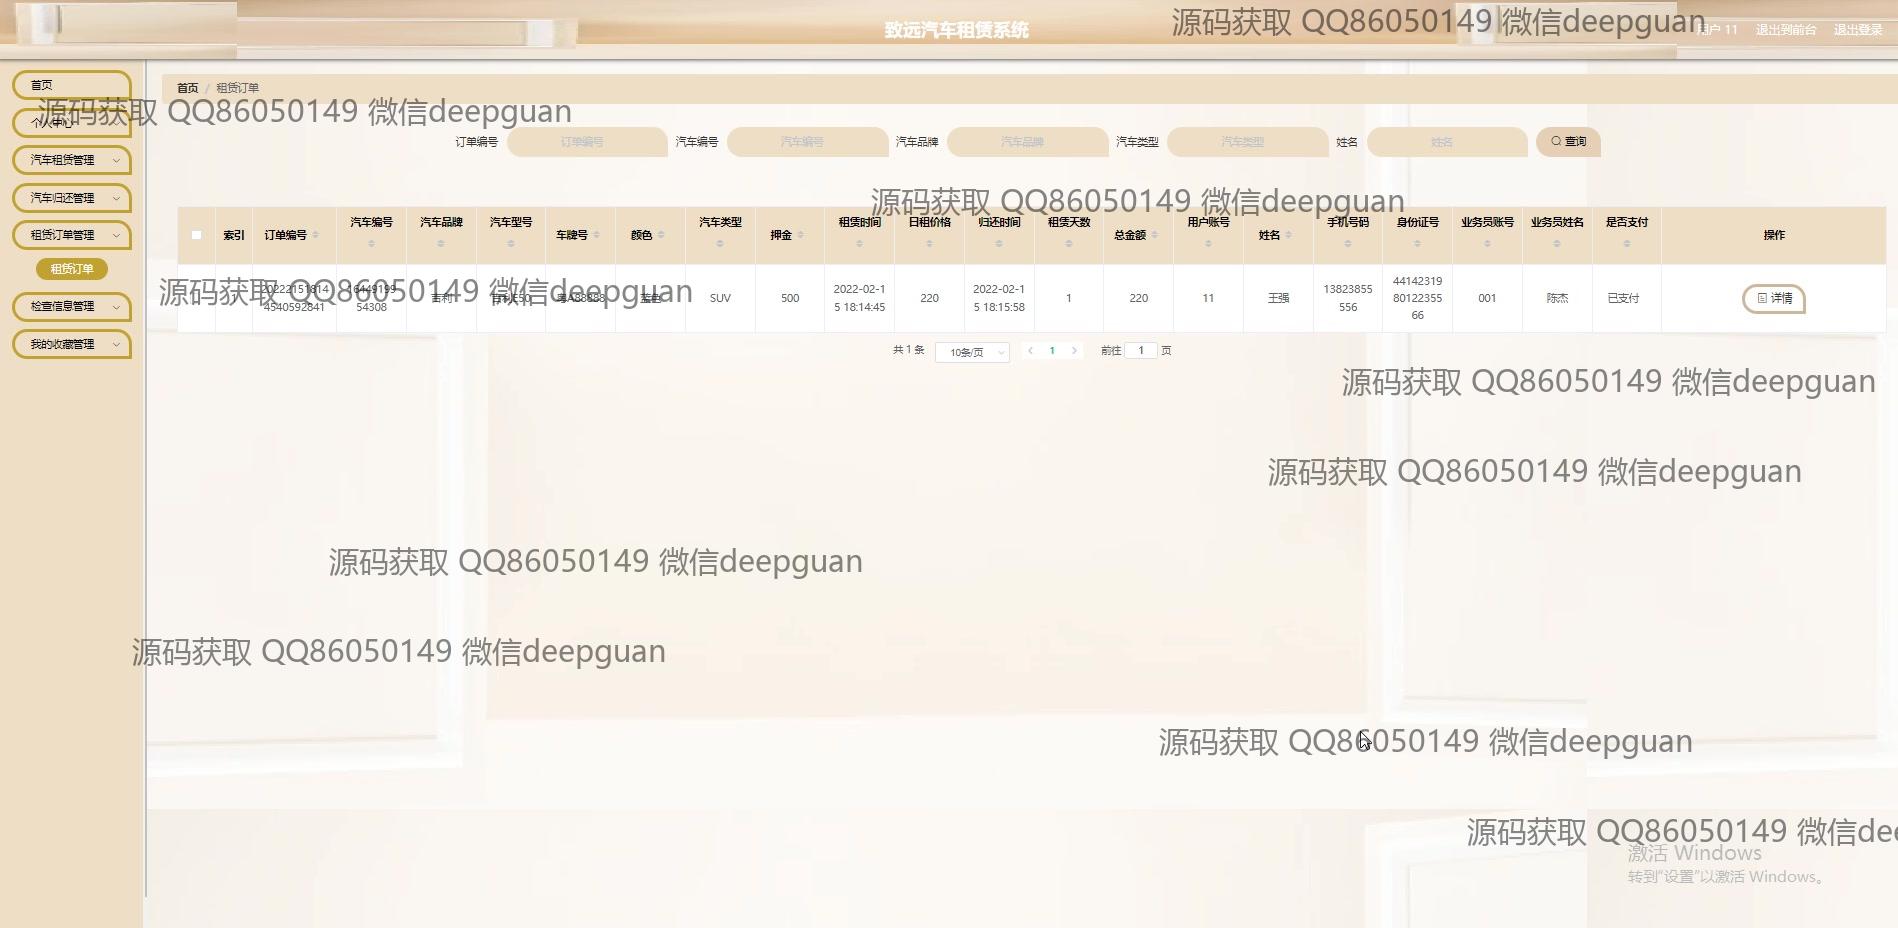 致远汽车租赁系统
源码获取 QQ86050149 微信deepguan
用户 11 退出到前台 退出登录
首页
个人中心
汽车租赁管理
汽车归还管理
租赁订单管理
租赁订单
检查信息管理
我的收藏管理
首页 / 租赁订单
源码获取 QQ86050149 微信deepguan
订单编号 订单编号 汽车编号 汽车编号 汽车品牌 汽车品牌 汽车类型 汽车类型 姓名 姓名 查询
源码获取 QQ86050149 微信deepguan
索引 订单编号 汽车编号 汽车品牌 汽车型号 车牌号 颜色 汽车类型 押金 租赁时间 日租价格 归还时间 租赁天数 总金额 用户账号 姓名 手机号码 身份证号 业务员账号 业务员姓名 是否支付 操作
源码获取 QQ86050149 微信deepguan
4540592841 54308 吉利 SUV 500 2022-02-1
5 18:14:45 220 2022-02-1
5 18:15:58 1 220 11 王强 13823855
556 44142319
80122355
66 001 陈杰 已支付 详情
共 1 条 10条/页 1 前往 1 页
源码获取 QQ86050149 微信deepguan
源码获取 QQ86050149 微信deepguan
源码获取 QQ86050149 微信deepguan
源码获取 QQ86050149 微信deepguan
源码获取 QQ86050149 微信deepguan
源码获取 QQ86050149 微信dee
激活 Windows
转到“设置”以激活 Windows。